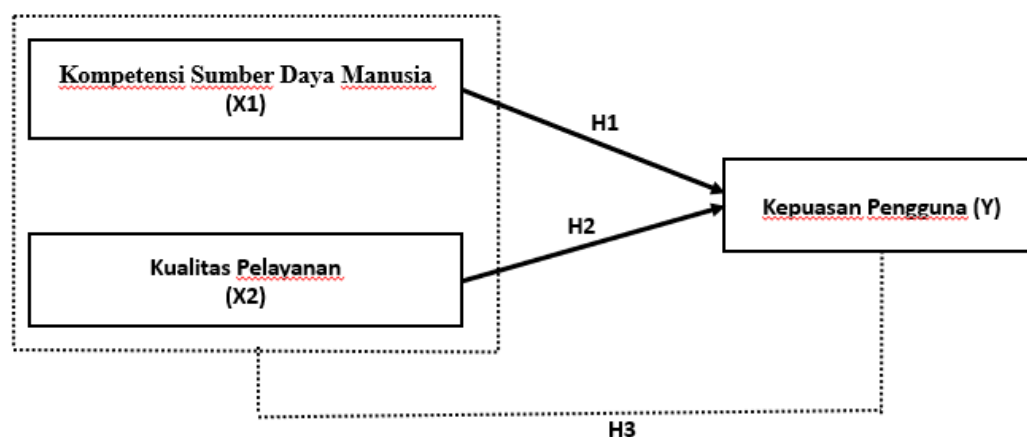 Kompetensi Sumber Daya Manusia
(X1)
H1
Kepuasan Pengguna (Y)
H2
Kualitas Pelayanan
(X2)
H3